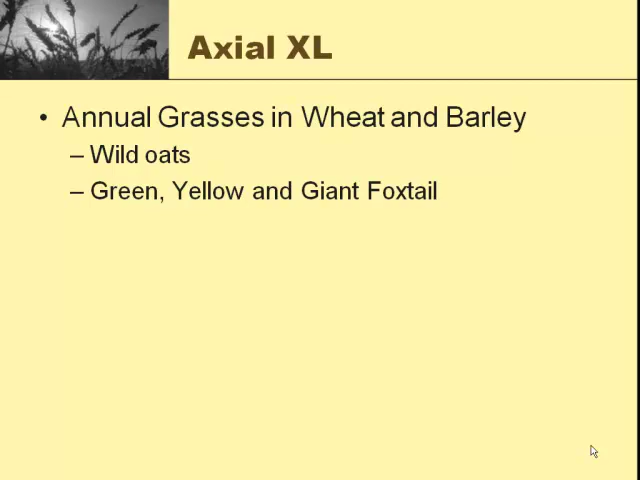 Axial XL
• Annual Grasses in Wheat and Barley
– Wild oats
– Green, Yellow and Giant Foxtail